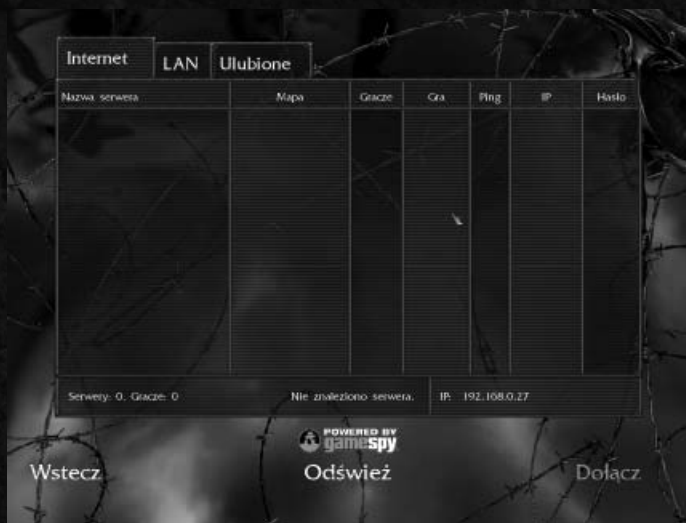 Internet LAN Ulubione
Nazwa serwera Mapa Gracze Gra Ping IP Hasło
Serwery: 0, Gracze: 0 Nie znaleziono serwera. IP: 192.168.0.27
POWERED BY
gamespy
Wstecz Odśwież Dołącz